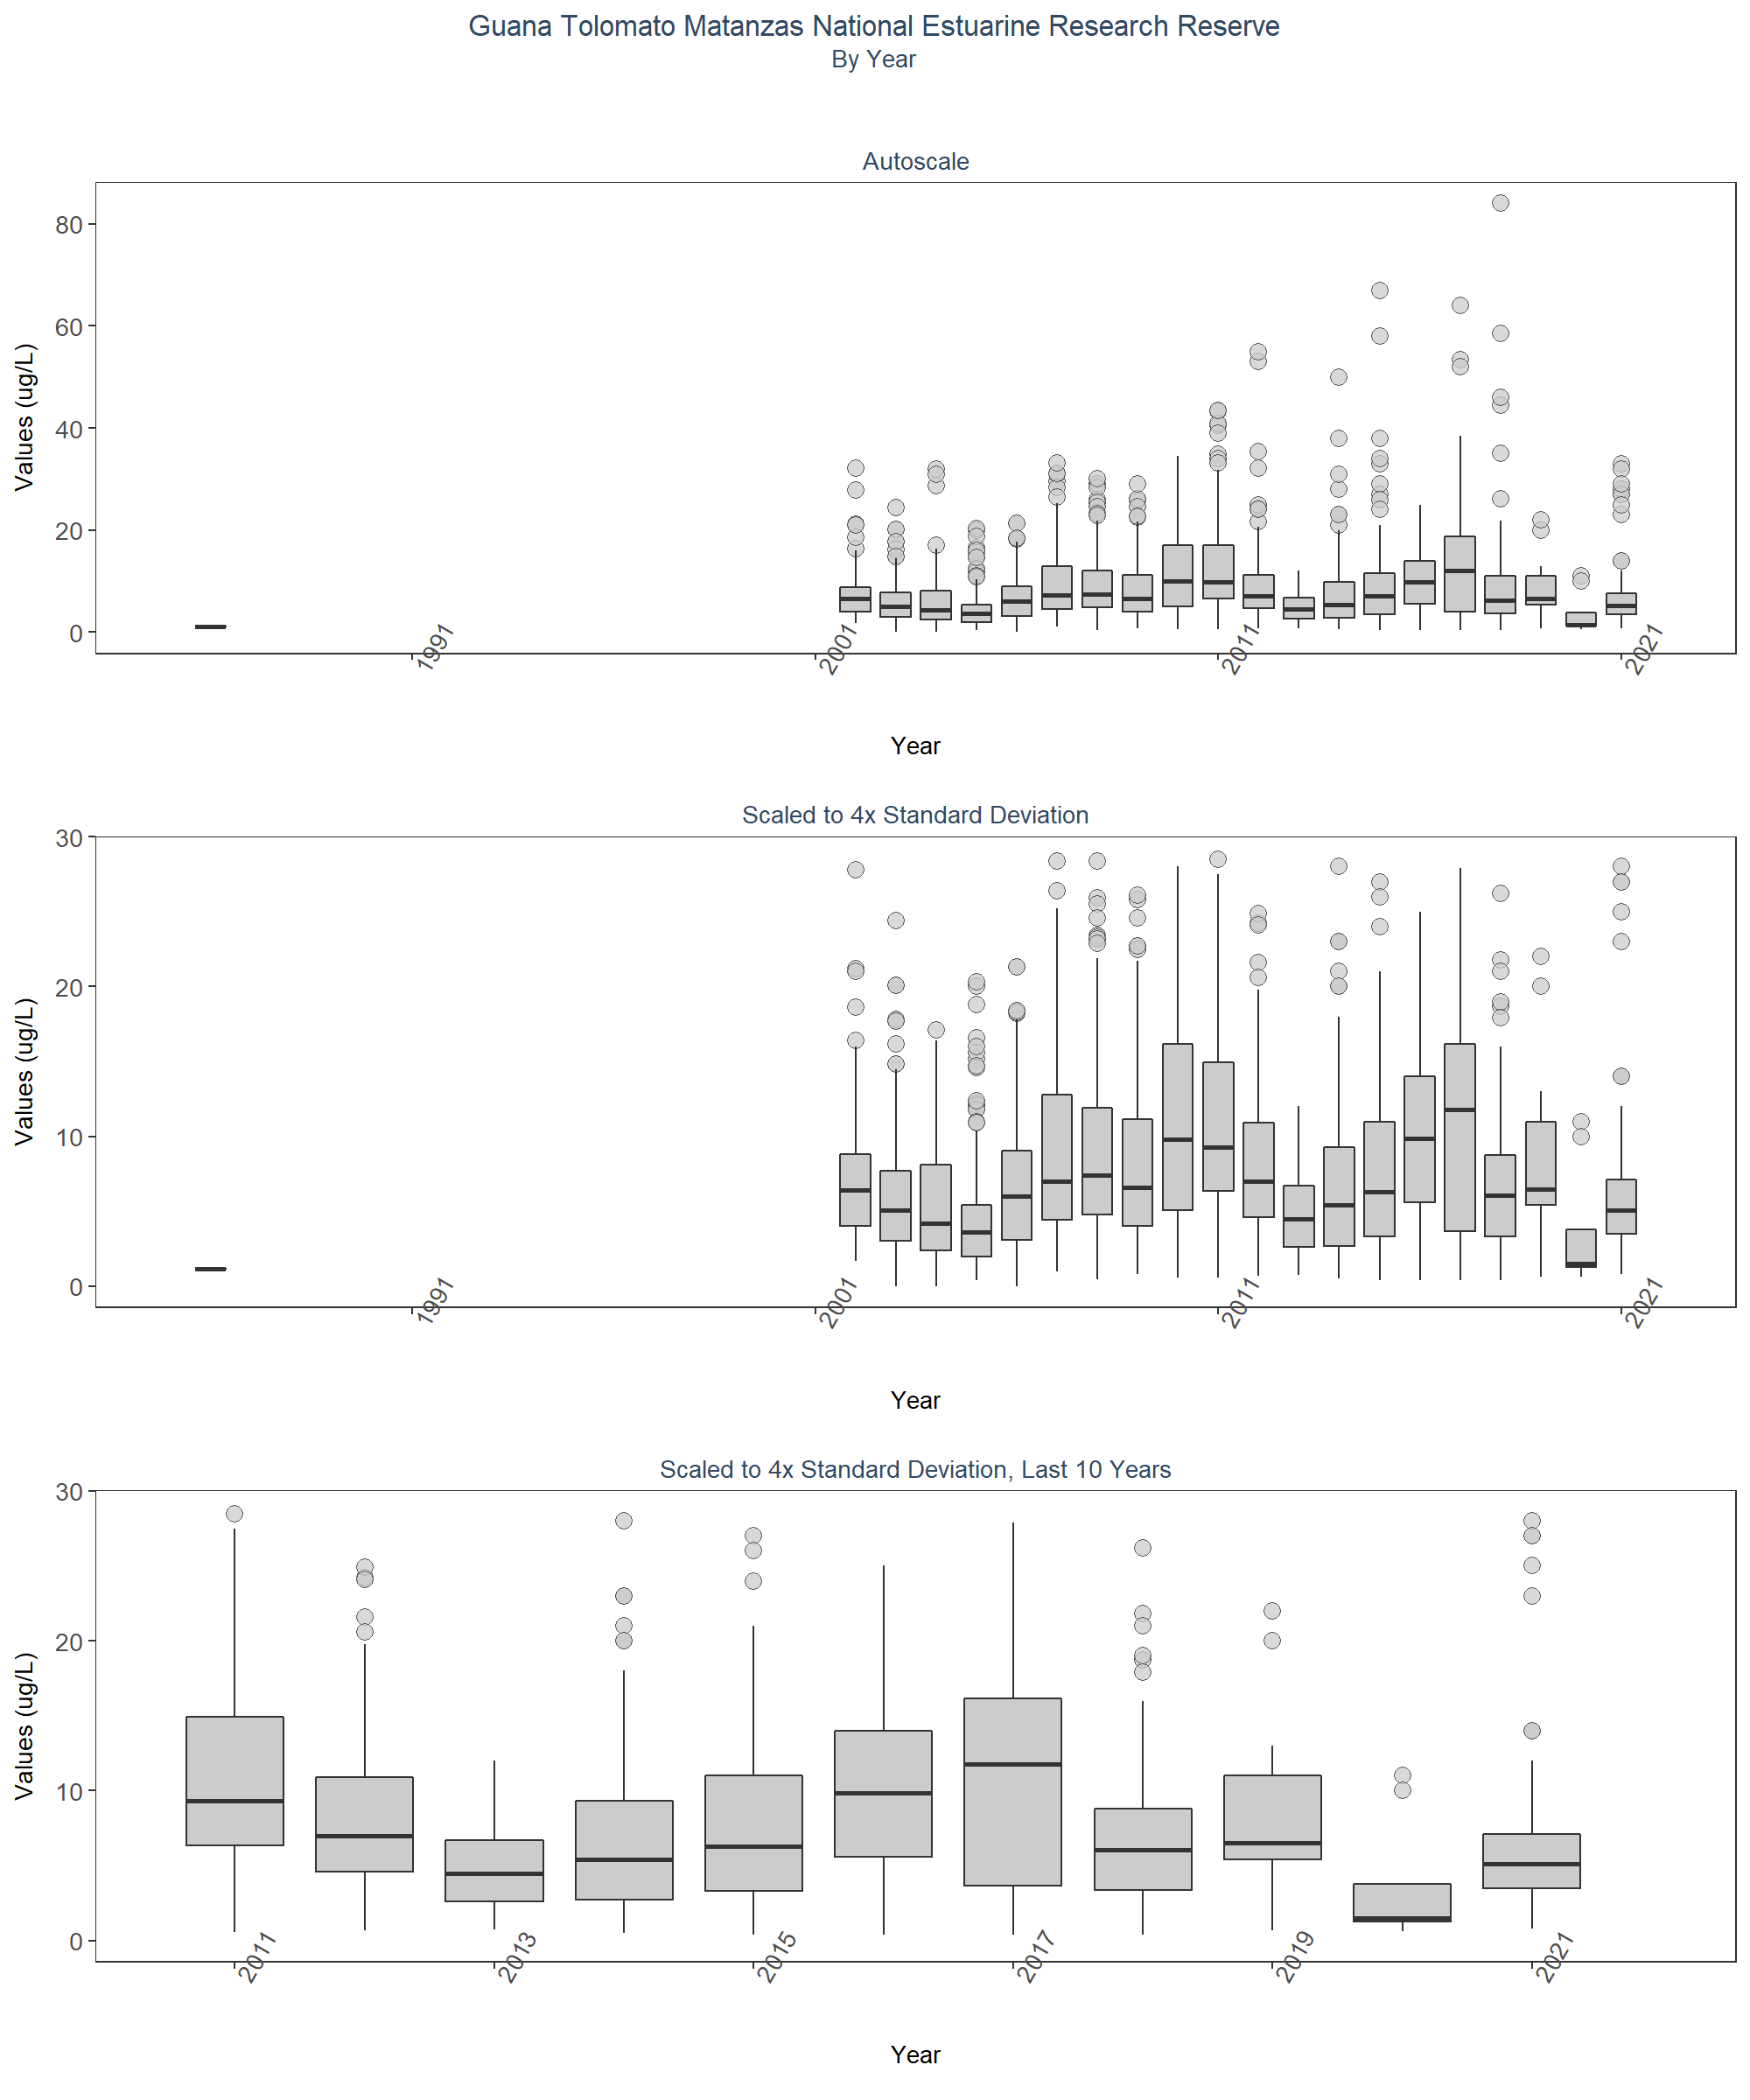 Guana Tolomato Matanzas National Estuarine Research Reserve
By Year
Autoscale
Values (ug/L)
80
60
40
20
0
1991
2001
2011
2021
Year
Scaled to 4x Standard Deviation
Values (ug/L)
30
20
10
0
1991
2001
2011
2021
Year
Scaled to 4x Standard Deviation, Last 10 Years
Values (ug/L)
30
20
10
0
2011
2013
2015
2017
2019
2021
Year